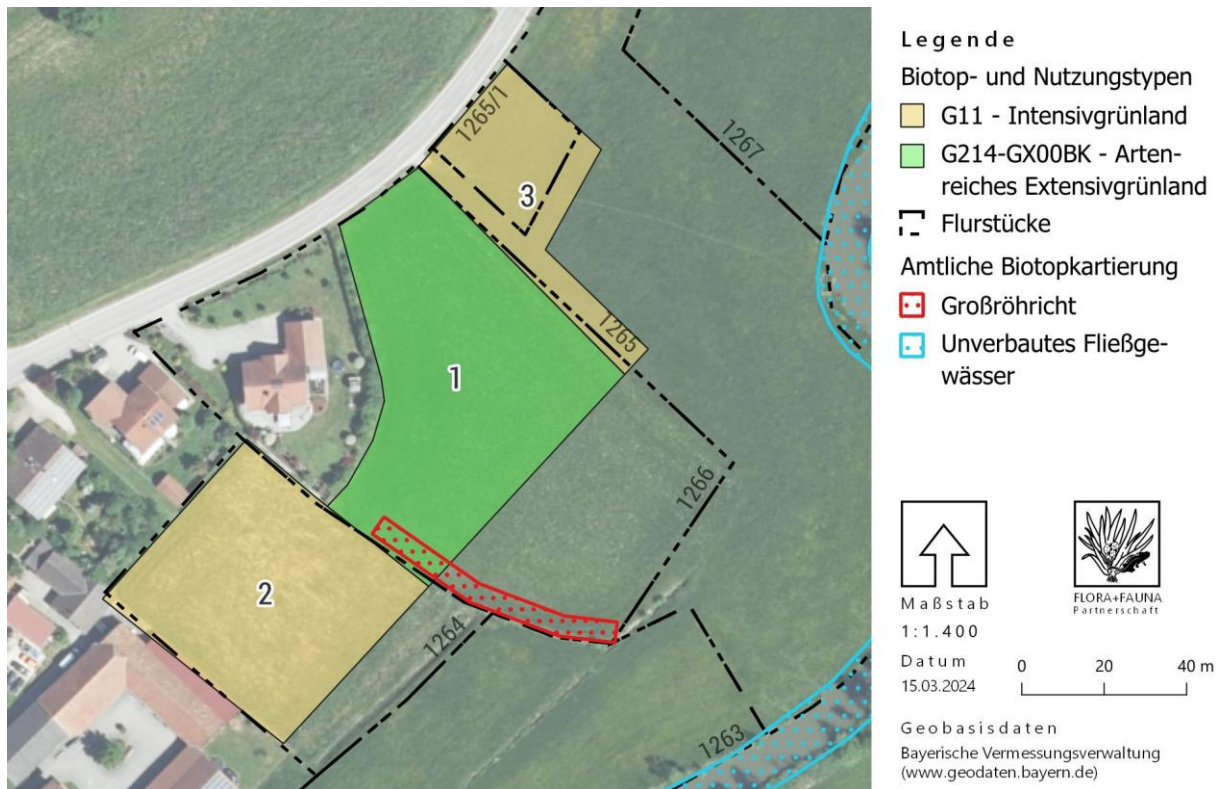 1265/1
1267
3
1265
1
1266
2
1264
1263
Legende
Biotop- und Nutzungstypen
G11 - Intensivgrünland
G214-GX00BK - Arten-
reiches Extensivgrünland
Flurstücke
Amtliche Biotopkartierung
Großröhricht
Unverbautes Fließge-
wässer
FLORA+FAUNA
Partnerschaft
Maßstab
1:1.400
Datum
15.03.2024
0 20 40 m
Geobasisdaten
Bayerische Vermessungsverwaltung
(www.geodaten.bayern.de)